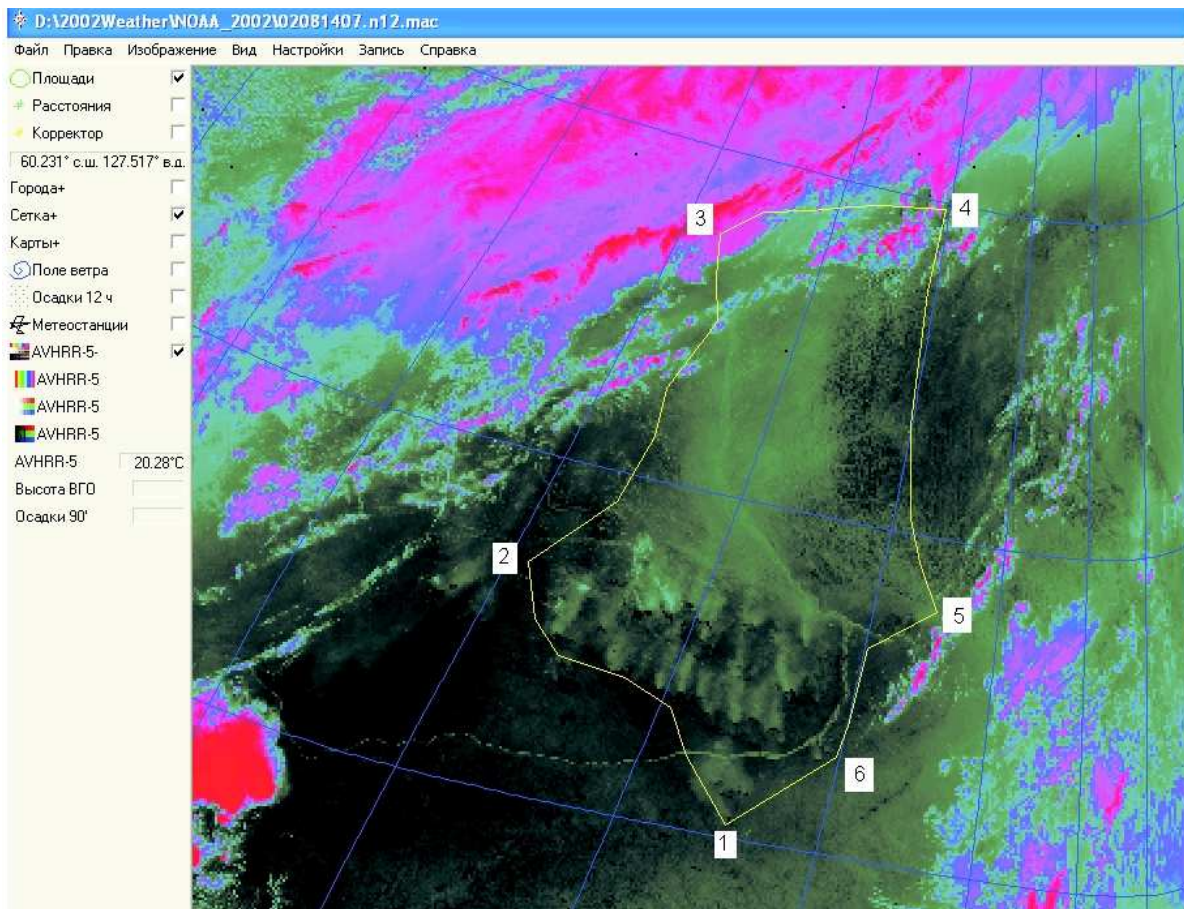 D:\2002Weather\NOAA_2002\02081407.n12.mac
Файл Правка Изображение Вид Настройки Запись Справка
Площади
Расстояния
Корректор
60.231° с.ш. 127.517° в.д.
Города+
Сетка+
Карты+
Поле ветра
Осадки 12 ч
Метеостанции
AVHRR-5-
AVHRR-5
AVHRR-5
AVHRR-5
AVHRR-5 20.28°C
Высота ВГО
Осадки 90'
3
4
2
5
6
1